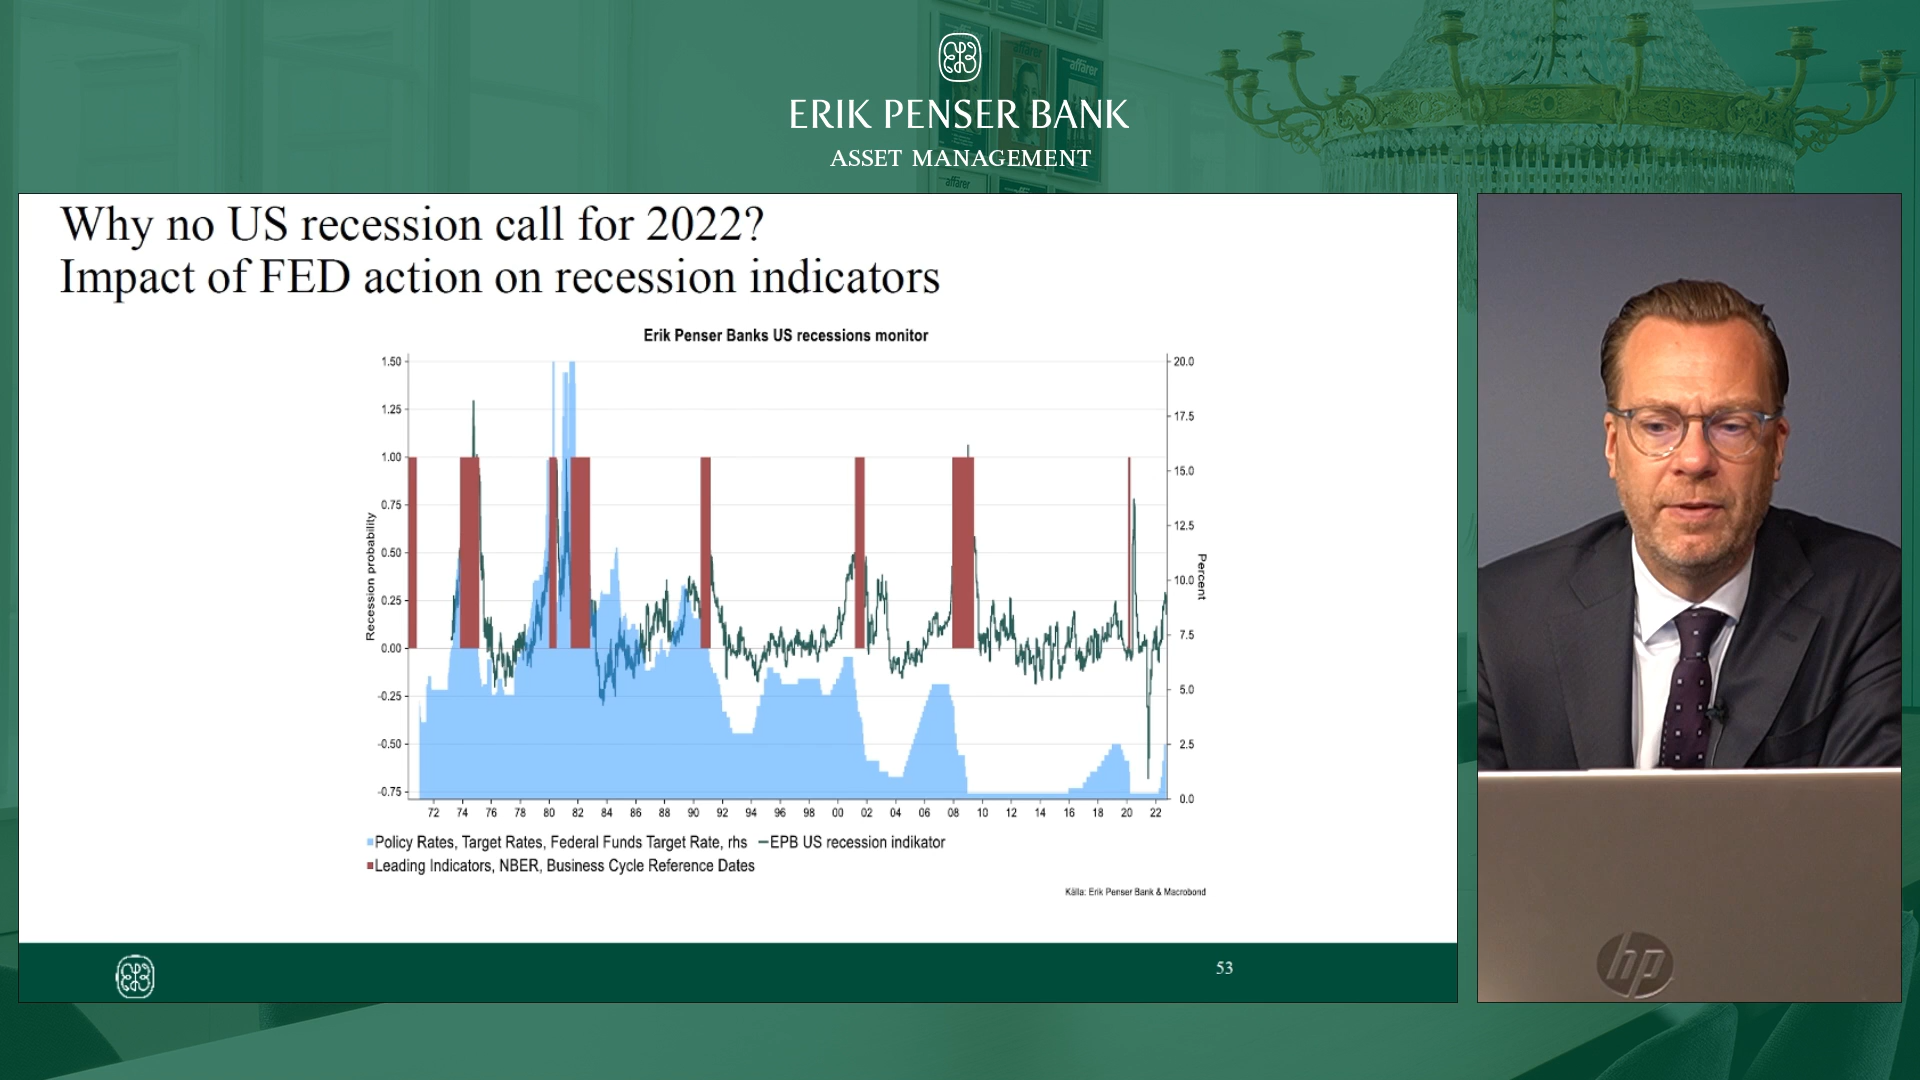 affärer
affärer
ERIK PENSER BANK
ASSET MANAGEMENT
affärer
Why no US recession call for 2022?
Impact of FED action on recession indicators
Erik Penser Banks US recessions monitor
1.50
1.25
1.00
0.75
0.50
0.25
0.00
-0.25
-0.50
-0.75
Recession probability
20.0
17.5
15.0
12.5
10.0
7.5
5.0
2.5
0.0
Percent
72 74 76 78 80 82 84 86 88 90 92 94 96 98 00 02 04 06 08 10 12 14 16 18 20 22
Policy Rates, Target Rates, Federal Funds Target Rate, rhs EPB US recession indikator
Leading Indicators, NBER, Business Cycle Reference Dates
Källa: Erik Penser Bank & Macrobond
53
hp